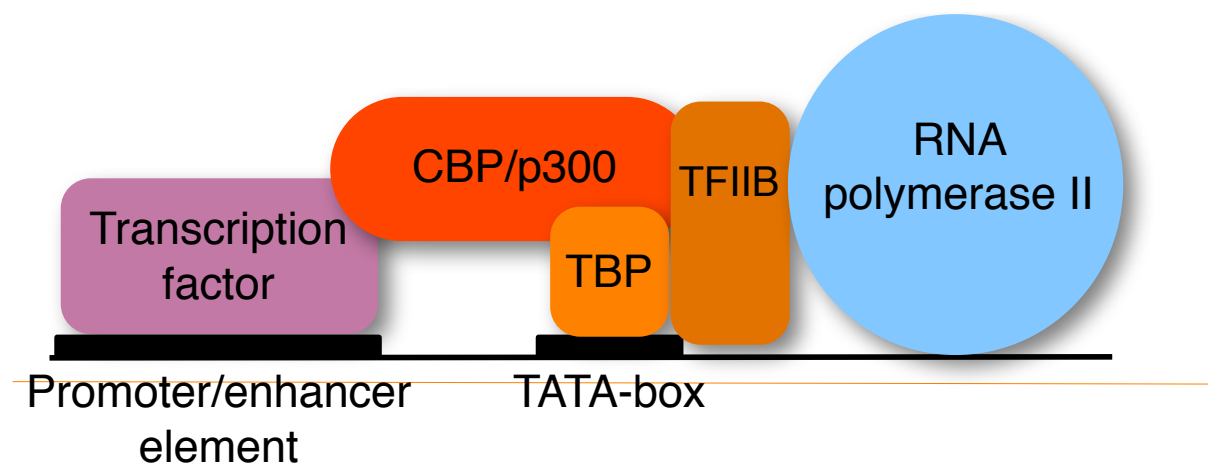 RNA
polymerase II
CBP/p300
TFIIB
Transcription
factor
TBP
Promoter/enhancer
element
TATA-box